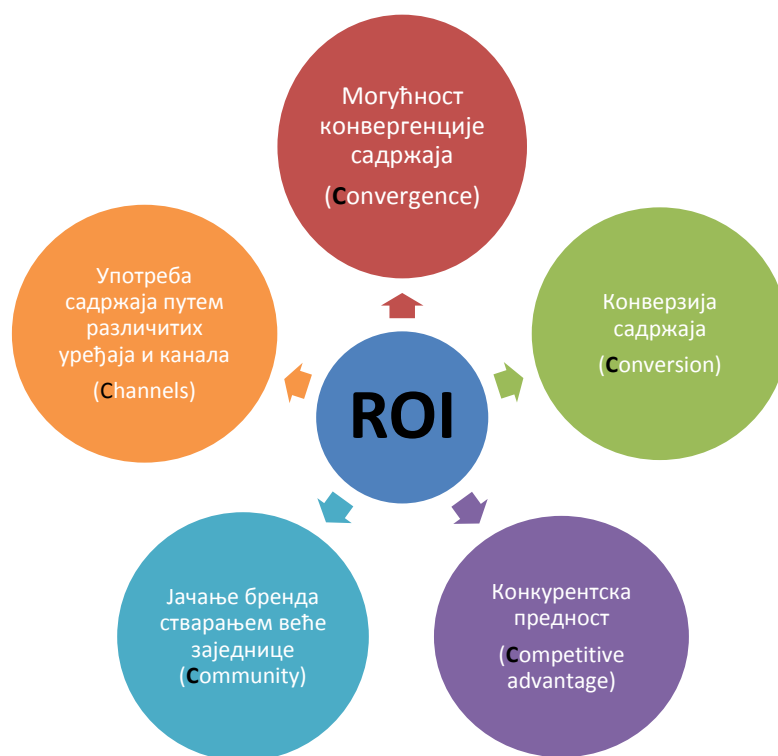 Могућност
конвергенције
садржаја
(Convergence)
Употреба
садржаја путем
различитих
уређаја и канала
(Channels)
Конверзија
садржаја
(Conversion)
ROI
Јачање бренда
стварањем веће
заједнице
(Community)
Конкурентска
предност
(Competitive
advantage)